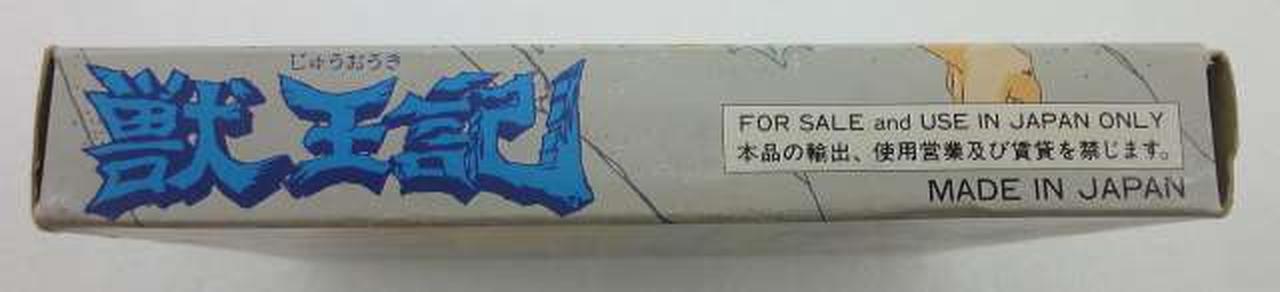 じゅうおうき
獣王記
FOR SALE and USE IN JAPAN ONLY
本品の輸出、使用営業及び賃貸を禁じます。
MADE IN JAPAN